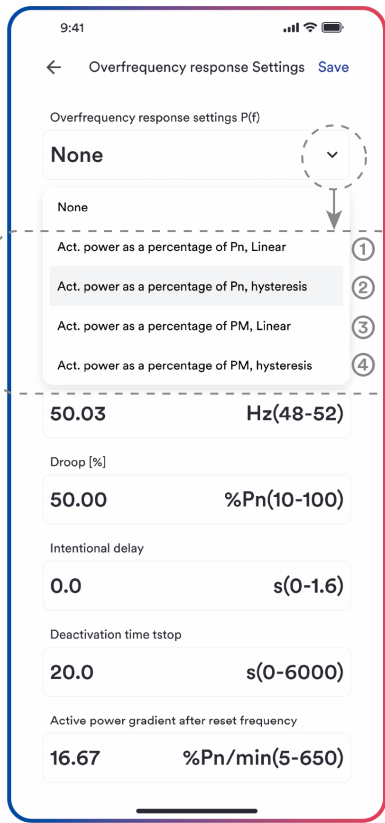 9:41
Overfrequency response Settings Save
Overfrequency response settings P(f)
None
None
Act. power as a percentage of Pn, Linear ①
Act. power as a percentage of Pn, hysteresis ②
Act. power as a percentage of PM, Linear ③
Act. power as a percentage of PM, hysteresis ④
50.03 Hz(48-52)
Droop [%]
50.00 %Pn(10-100)
Intentional delay
0.0 s(0-1.6)
Deactivation time tstop
20.0 s(0-6000)
Active power gradient after reset frequency
16.67 %Pn/min(5-650)